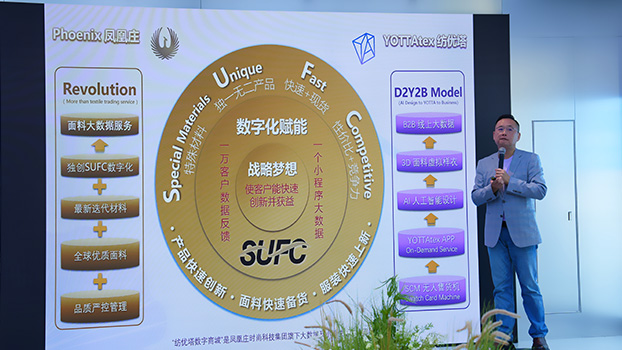 Phoenix 凤凰庄
YOTTAtex 纺优塔
Revolution
( More than textile trading service )
面料大数据服务
独创SUFC数字化
最新迭代材料
全球优质面料
品质严控管理
Special Materials
特殊材料
Unique
独一无二产品
Fast
快速+现货
Competitive
性价比+竞争力
数字化赋能
战略梦想
使客户能快速
创新并获益
一万客户数据反馈
一个小程序大数据
SUFC
·产品快速创新·面料快速备货·服装快速上新·
D2Y2B Model
(AI Design to YOTTA to Business)
B2B 线上大数据
3D 面料虚拟样衣
AI 人工智能设计
YOTTAtex APP
On-Demand Service
SCM 无人售货机
Swatch Card Machine
"纺优塔数字商城"是凤凰庄时尚科技集团旗下大数据